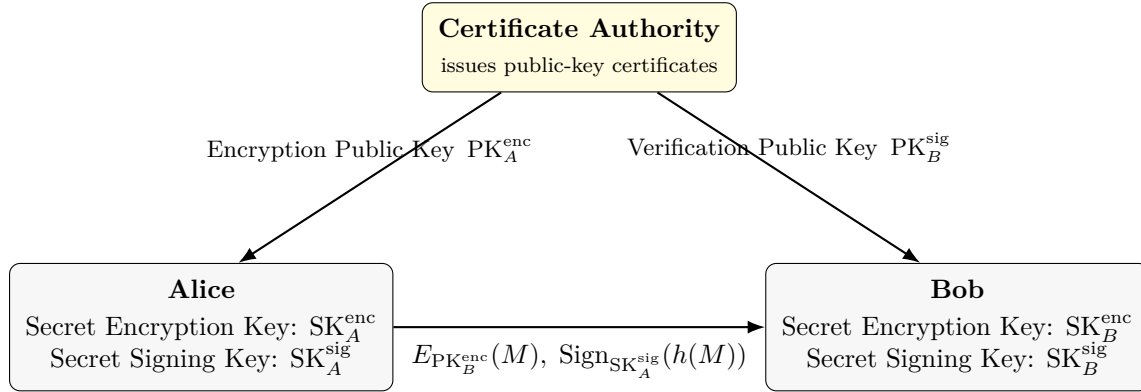 Certificate Authority
issues public-key certificates
Encryption Public Key PK_A^enc
Verification Public Key PK_B^sig
Alice
Secret Encryption Key: SK_A^enc
Secret Signing Key: SK_A^sig
Bob
Secret Encryption Key: SK_B^enc
Secret Signing Key: SK_B^sig
E_{PK_B^enc}(M), Sign_{SK_A^sig}(h(M))